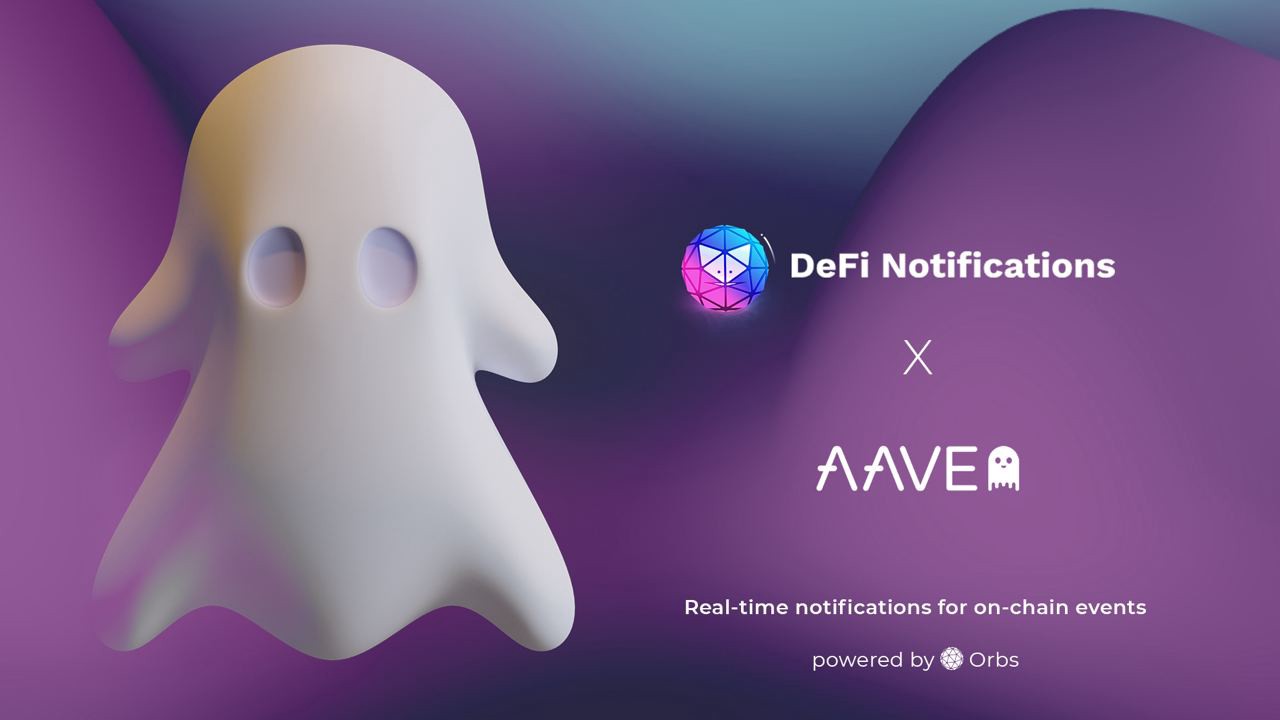 DeFi Notifications
X
AAVE
Real-time notifications for on-chain events
powered by Orbs